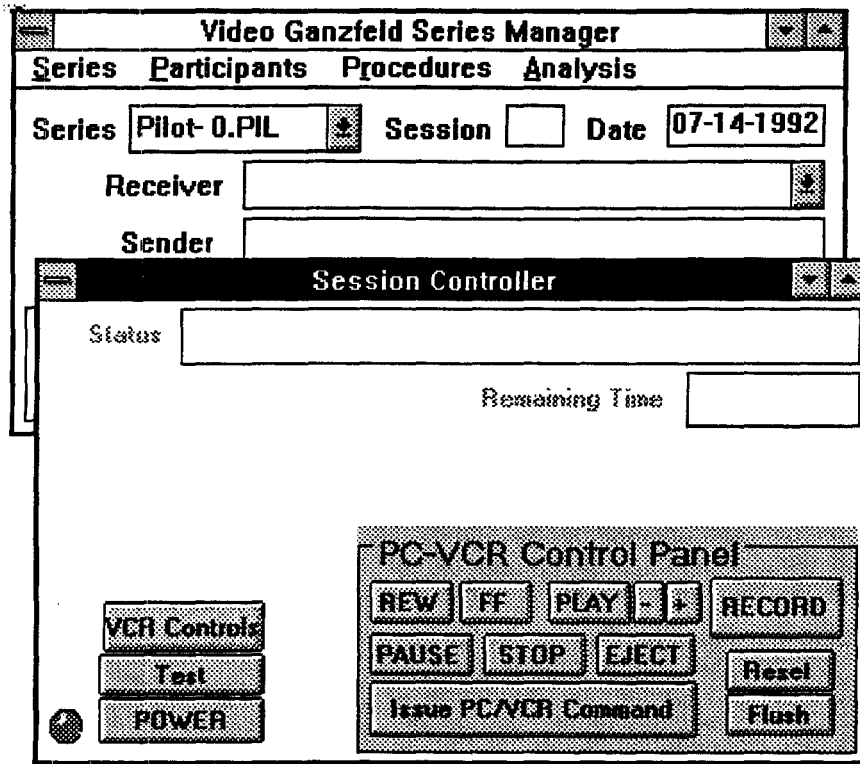 Video Ganzfeld Series Manager
Series Participants Procedures Analysis
Series Pilot- 0.PIL Session Date 07-14-1992
Receiver
Sender
Session Controller
Status
Remaining Time
PC-VCR Control Panel
REW FF PLAY - + RECORD
PAUSE STOP EJECT
Issue PC/VCR Command
Reset
Flush
VCR Controls
Test
POWER